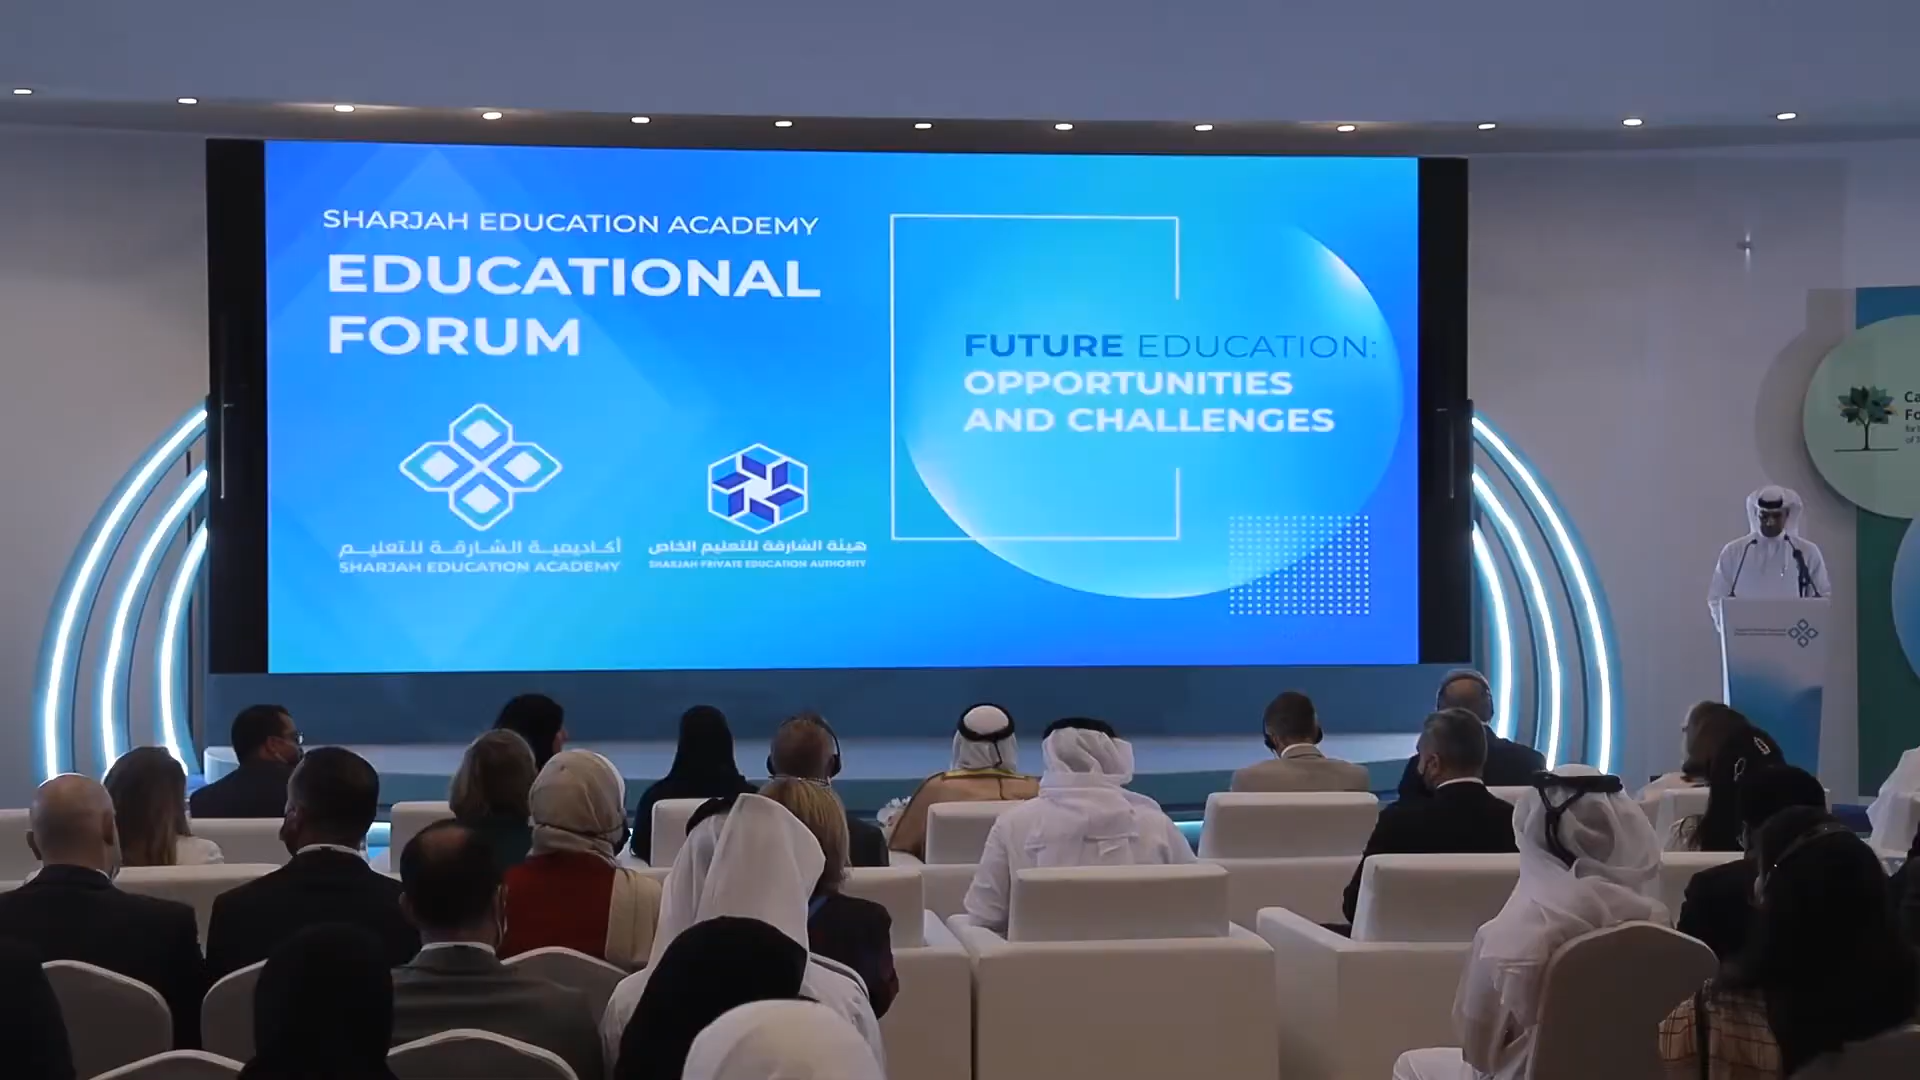 SHARJAH EDUCATION ACADEMY
EDUCATIONAL
FORUM
أكاديمية الشارقة للتعليم
SHARJAH EDUCATION ACADEMY
هيئة الشارقة للتعليم الخاص
SHARJAH PRIVATE EDUCATION AUTHORITY
FUTURE EDUCATION:
OPPORTUNITIES
AND CHALLENGES